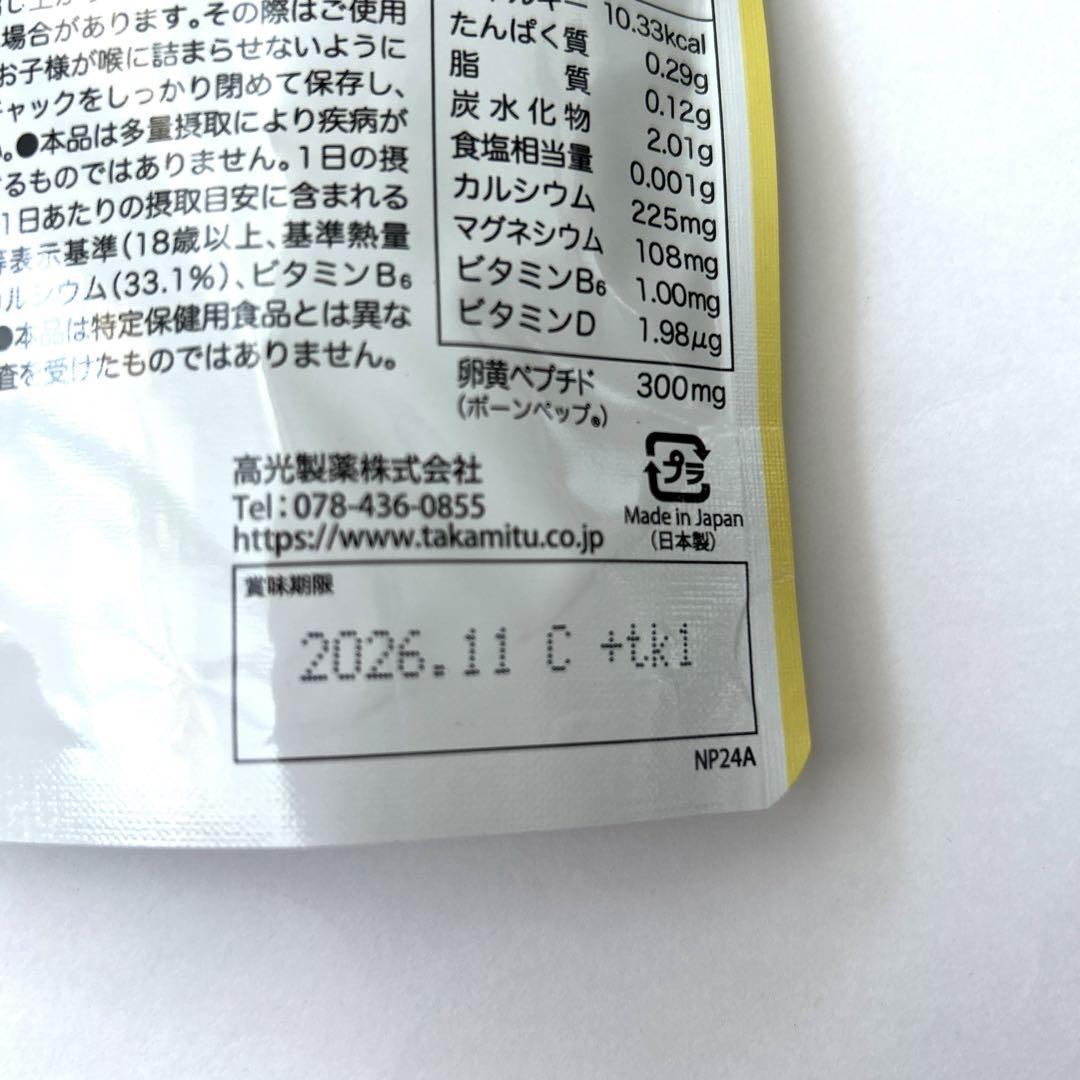 場合があります。その際はご使用
お子様が喉に詰まらせないように
チャックをしっかり閉めて保存し、
い。●本品は多量摂取により疾病が
するものではありません。1日の摂
1日あたりの摂取目安に含まれる
等表示基準(18歳以上、基準熱量
カルシウム(33.1%)、ビタミンB₆
●本品は特定保健用食品とは異な
査を受けたものではありません。
10.33kcal
たんぱく質 0.29g
脂質 0.12g
炭水化物 2.01g
食塩相当量 0.001g
カルシウム 225mg
マグネシウム 108mg
ビタミンB₆ 1.00mg
ビタミンD 1.98μg
卵黄ペプチド 300mg
(ボーンペップ®)
高光製薬株式会社
Tel:078-436-0855
https://www.takamitu.co.jp
プラ
Made in Japan
(日本製)
賞味期限
2026.11 C +tk1
NP24A